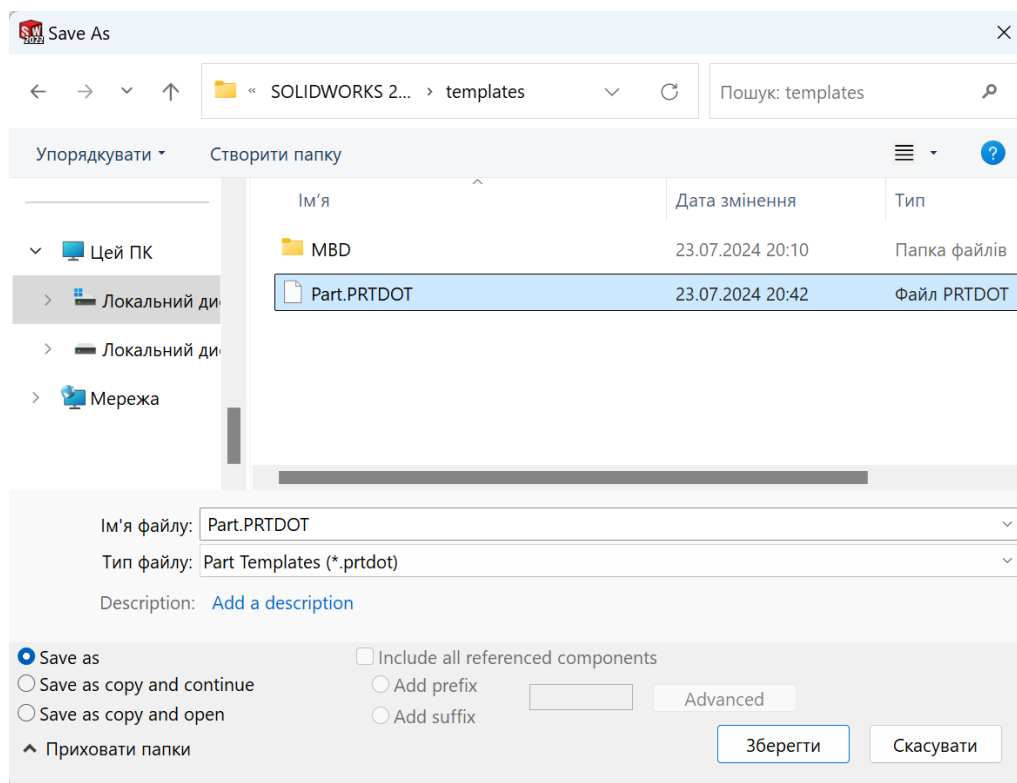 SW 2022 Save As
« SOLIDWORKS 2... › templates Пошук: templates
Упорядкувати Створити папку ?
Ім'я Дата змінення Тип
Цей ПК MBD 23.07.2024 20:10 Папка файлів
Локальний ди Part.PRTDOT 23.07.2024 20:42 Файл PRTDOT
Локальний ди
Мережа
Ім'я файлу: Part.PRTDOT
Тип файлу: Part Templates (*.prtdot)
Description: Add a description
Save as Include all referenced components
Save as copy and continue Add prefix Advanced
Save as copy and open Add suffix
Приховати папки Зберегти Скасувати